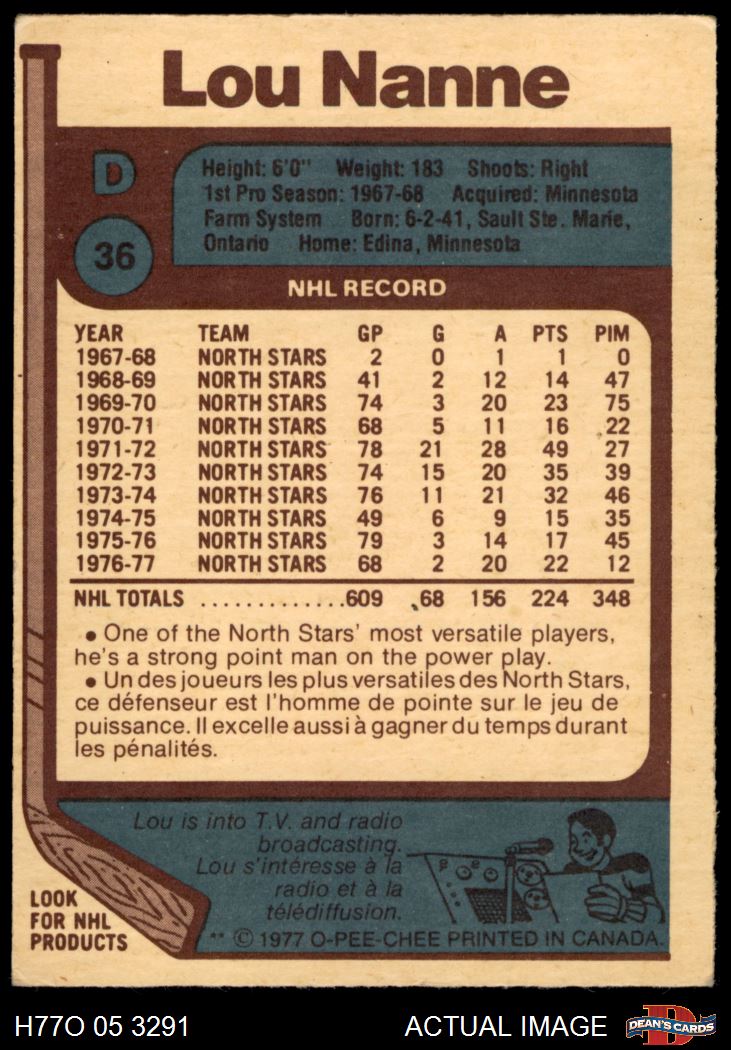 Lou Nanne
D
36
Height: 6'0" Weight: 183 Shoots: Right
1st Pro Season: 1967-68 Acquired: Minnesota
Farm System Born: 6-2-41, Sault Ste. Marie,
Ontario Home: Edina, Minnesota
NHL RECORD
YEAR TEAM GP G A PTS PIM
1967-68 NORTH STARS 2 0 1 1 0
1968-69 NORTH STARS 41 2 12 14 47
1969-70 NORTH STARS 74 3 20 23 75
1970-71 NORTH STARS 68 5 11 16 22
1971-72 NORTH STARS 78 21 28 49 27
1972-73 NORTH STARS 74 15 20 35 39
1973-74 NORTH STARS 76 11 21 32 46
1974-75 NORTH STARS 49 6 9 15 35
1975-76 NORTH STARS 79 3 14 17 45
1976-77 NORTH STARS 68 2 20 22 12
NHL TOTALS .............609 68 156 224 348
• One of the North Stars' most versatile players,
he's a strong point man on the power play.
• Un des joueurs les plus versatiles des North Stars,
ce défenseur est l'homme de pointe sur le jeu de
puissance. Il excelle aussi à gagner du temps durant
les pénalités.
Lou is into T.V. and radio
broadcasting.
Lou s'intéresse à la
radio et à la
télédiffusion.
LOOK
FOR NHL
PRODUCTS
** © 1977 O-PEE-CHEE PRINTED IN CANADA.
H77O 05 3291 ACTUAL IMAGE
DEAN'S CARDS